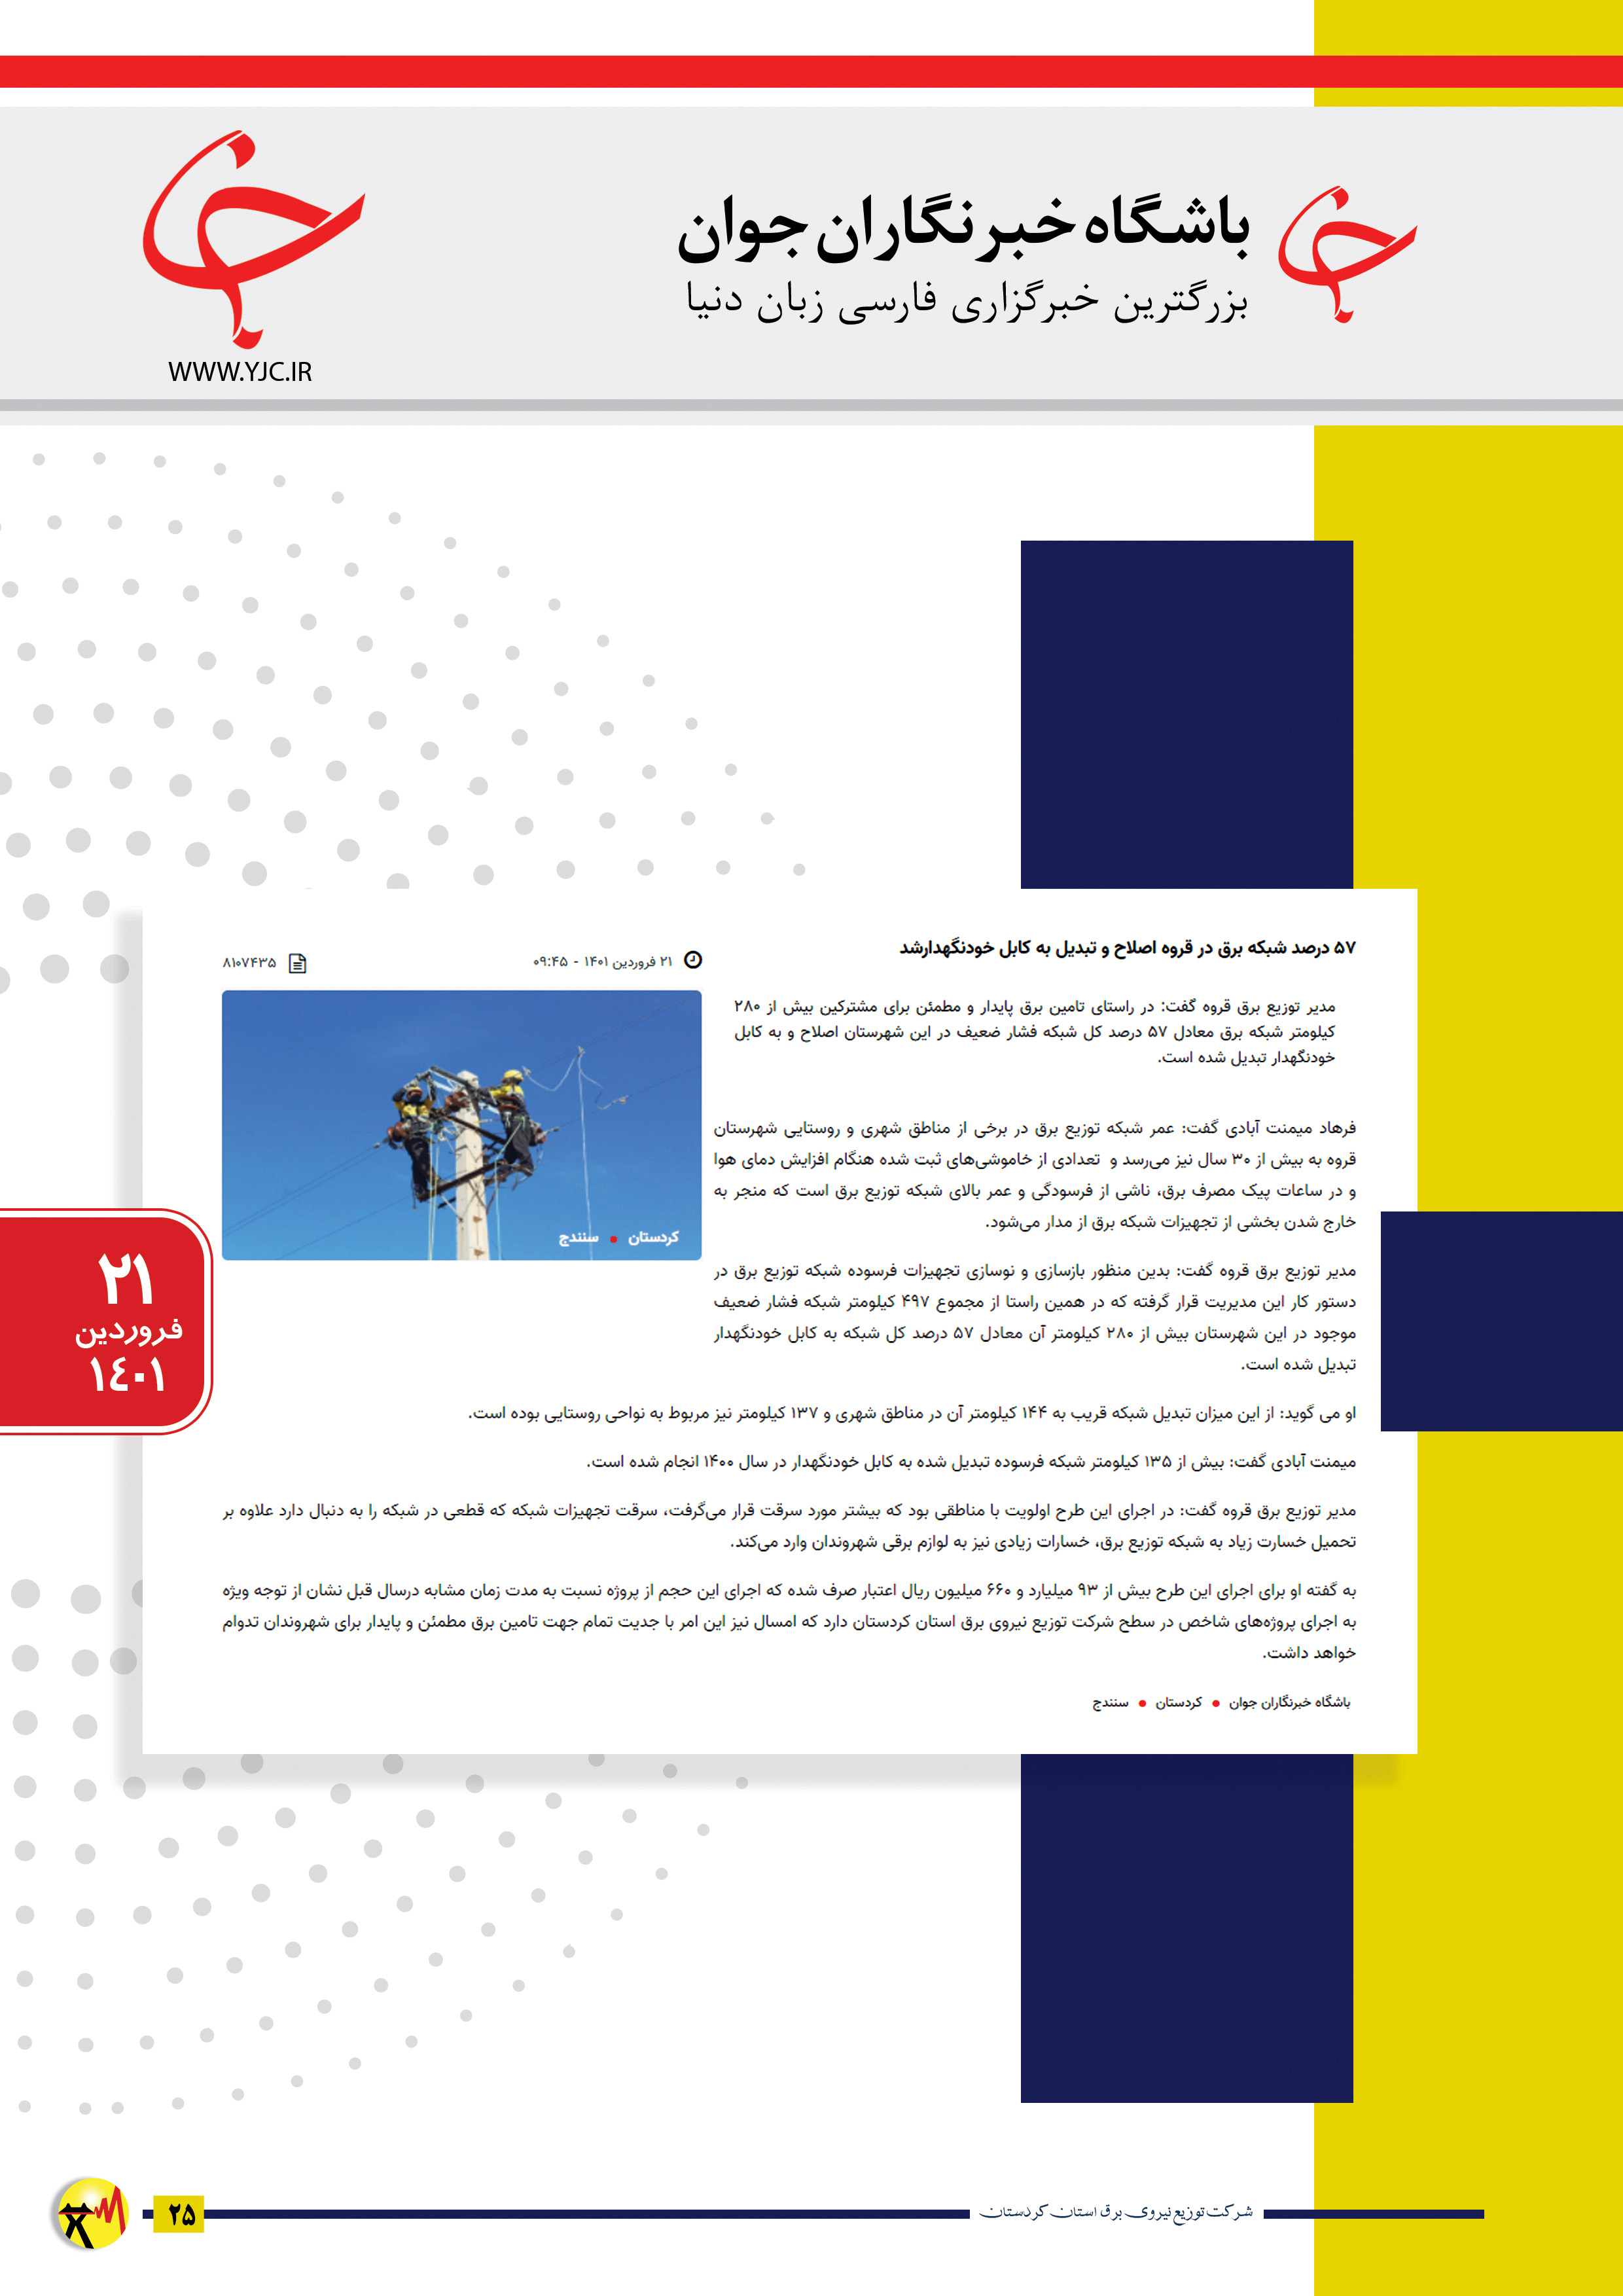 باشگاه خبرنگاران جوان
بزرگترین خبرگزاری فارسی زبان دنیا
WWW.YJC.IR
۵۷ درصد شبکه برق در قروه اصلاح و تبدیل به کابل خودنگهدارشد
۲۱ فروردین ۱۴۰۱ - ۰۹:۴۵
۸۱۰۷۴۳۵
مدیر توزیع برق قروه گفت: در راستای تامین برق پایدار و مطمئن برای مشترکین بیش از ۲۸۰
کیلومتر شبکه برق معادل ۵۷ درصد کل شبکه فشار ضعیف در این شهرستان اصلاح و به کابل
خودنگهدار تبدیل شده است.
کردستان • سنندج
فرهاد میمنت آبادی گفت: عمر شبکه توزیع برق در برخی از مناطق شهری و روستایی شهرستان
قروه به بیش از ۳۰ سال نیز می‌رسد و تعدادی از خاموشی‌های ثبت شده هنگام افزایش دمای هوا
و در ساعات پیک مصرف برق، ناشی از فرسودگی و عمر بالای شبکه توزیع برق است که منجر به
خارج شدن بخشی از تجهیزات شبکه برق از مدار می‌شود.
مدیر توزیع برق قروه گفت: بدین منظور بازسازی و نوسازی تجهیزات فرسوده شبکه توزیع برق در
دستور کار این مدیریت قرار گرفته که در همین راستا از مجموع ۴۹۷ کیلومتر شبکه فشار ضعیف
موجود در این شهرستان بیش از ۲۸۰ کیلومتر آن معادل ۵۷ درصد کل شبکه به کابل خودنگهدار
تبدیل شده است.
او می گوید: از این میزان تبدیل شبکه قریب به ۱۴۴ کیلومتر آن در مناطق شهری و ۱۳۷ کیلومتر نیز مربوط به نواحی روستایی بوده است.
میمنت آبادی گفت: بیش از ۱۳۵ کیلومتر شبکه فرسوده تبدیل شده به کابل خودنگهدار در سال ۱۴۰۰ انجام شده است.
مدیر توزیع برق قروه گفت: در اجرای این طرح اولویت با مناطقی بود که بیشتر مورد سرقت قرار می‌گرفت، سرقت تجهیزات شبکه که قطعی در شبکه را به دنبال دارد علاوه بر
تحمیل خسارت زیاد به شبکه توزیع برق، خسارات زیادی نیز به لوازم برقی شهروندان وارد می‌کند.
به گفته او برای اجرای این طرح بیش از ۹۳ میلیارد و ۶۶۰ میلیون ریال اعتبار صرف شده که اجرای این حجم از پروژه نسبت به مدت زمان مشابه درسال قبل نشان از توجه ویژه
به اجرای پروژه‌های شاخص در سطح شرکت توزیع نیروی برق استان کردستان دارد که امسال نیز این امر با جدیت تمام جهت تامین برق مطمئن و پایدار برای شهروندان تدوام
خواهد داشت.
باشگاه خبرنگاران جوان • کردستان • سنندج
۲۱
فروردین
۱٤۰۱
شرکت توزیع نیروی برق استان کردستان
۲۵